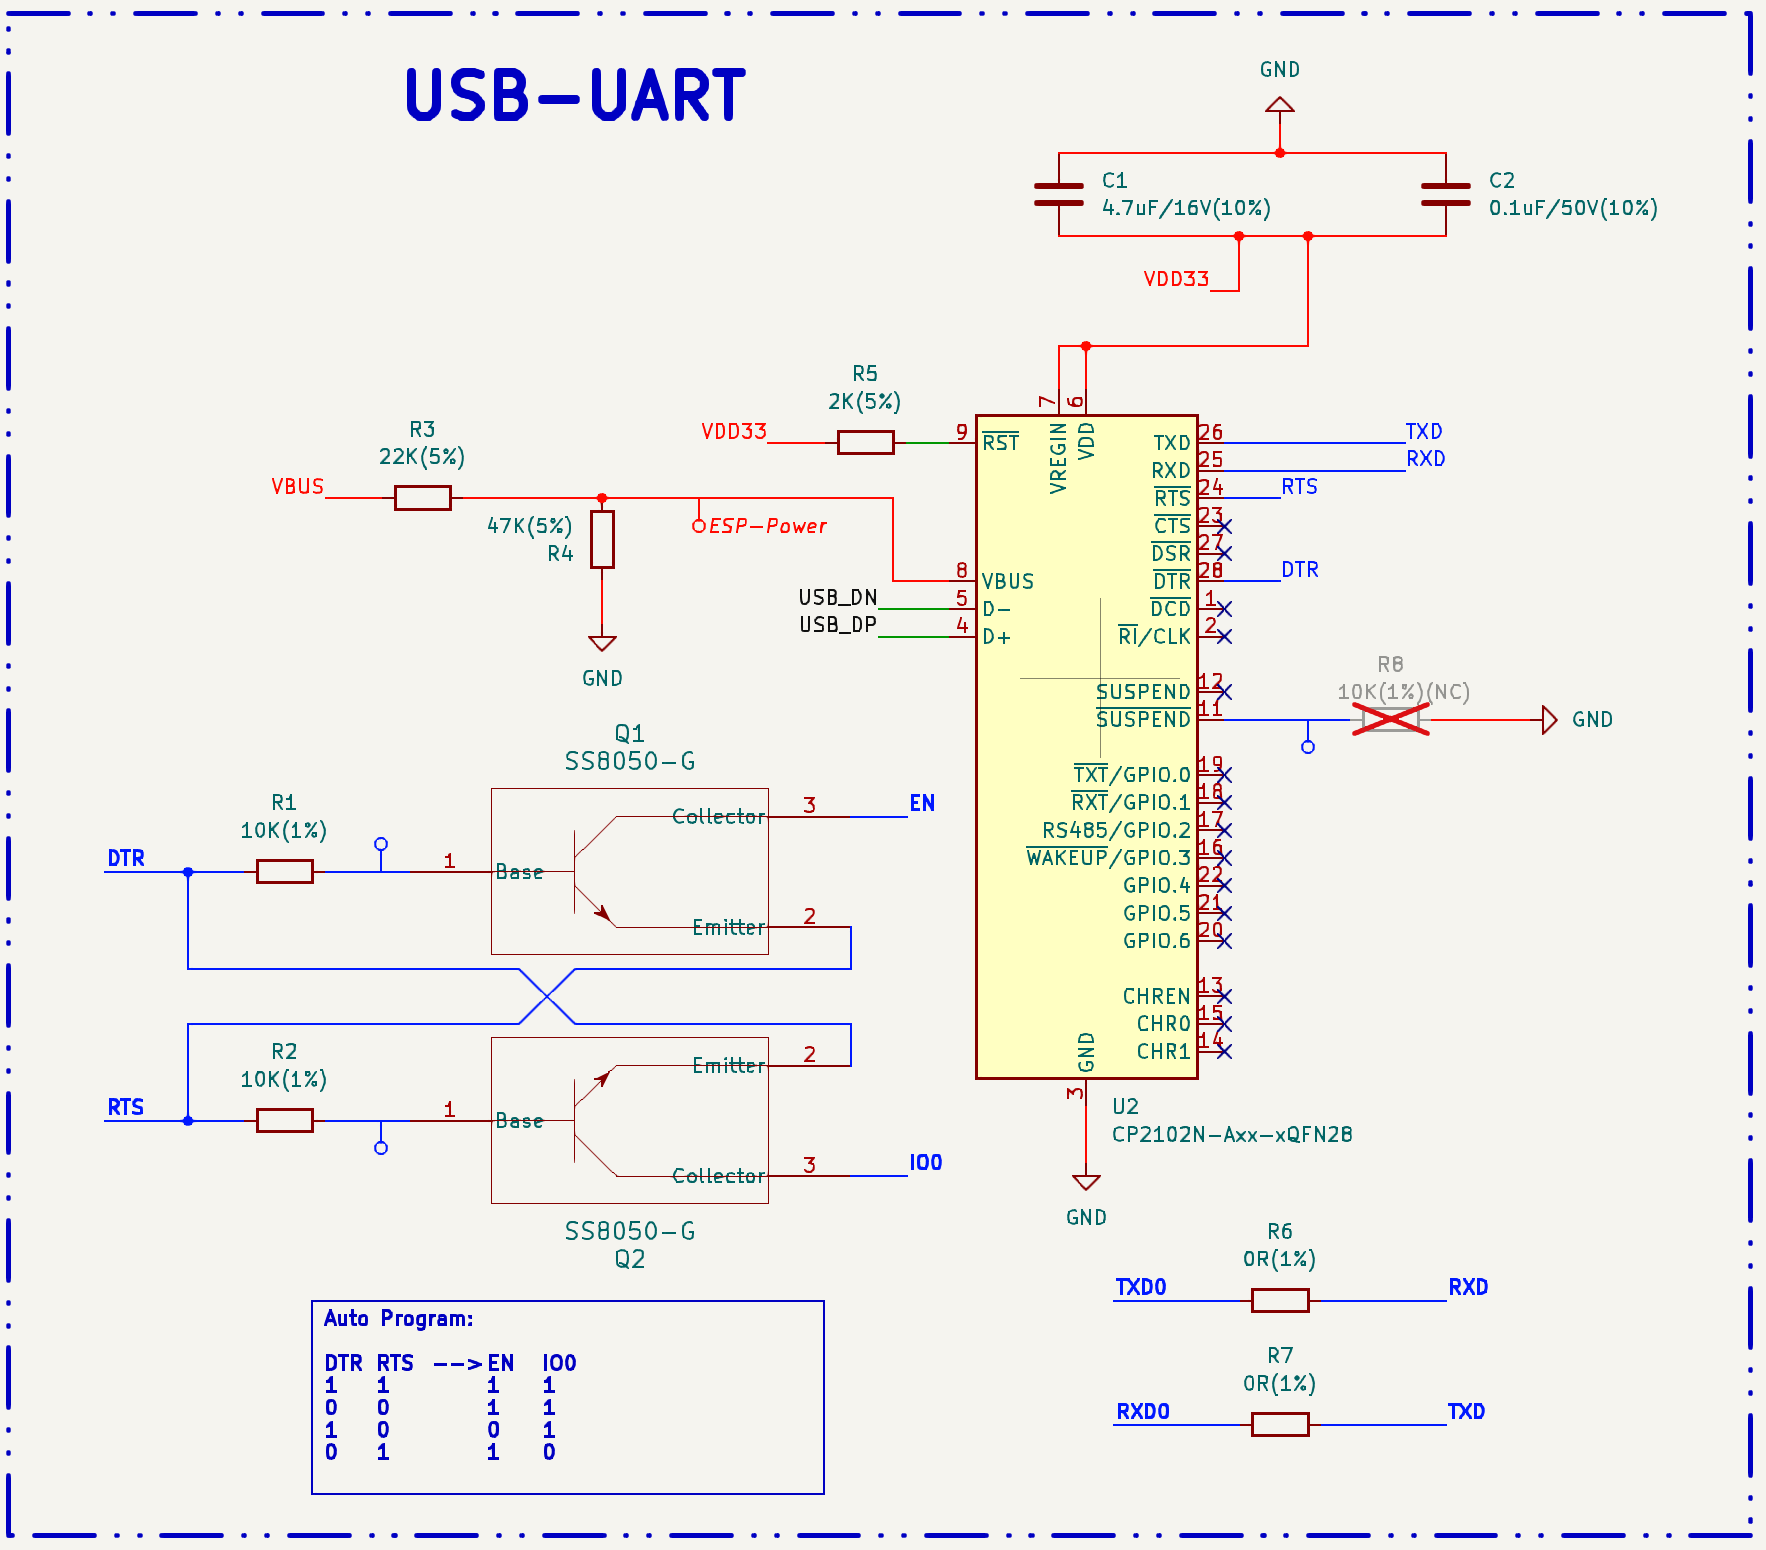 USB-UART
GND
C1
4.7uF/16V(10%)
C2
0.1uF/50V(10%)
VDD33
R5
2K(5%)
VDD33
R3
22K(5%)
VBUS
47K(5%)
R4
ESP-Power
GND
USB_DN
USB_DP
9 RST
8 VBUS
5 D-
4 D+
7 VREGIN
6 VDD
TXD 26 TXD
RXD 25 RXD
RTS 24 RTS
CTS 23
DSR 27
DTR 28 DTR
DCD 1
RI/CLK 2
SUSPEND 12
SUSPEND 11
R8
10K(1%)(NC)
GND
TXT/GPIO.0 19
RXT/GPIO.1 18
RS485/GPIO.2 17
WAKEUP/GPIO.3 16
GPIO.4 22
GPIO.5 21
GPIO.6 20
CHREN 13
CHR0 15
CHR1 14
GND
3
U2
CP2102N-Axx-xQFN28
GND
Q1
SS8050-G
R1
10K(1%)
DTR
1 Base
Collector 3 EN
Emitter 2
R2
10K(1%)
RTS
1 Base
Emitter 2
Collector 3 IO0
SS8050-G
Q2
Auto Program:
DTR RTS -->EN IO0
1 1 1 1
0 0 1 1
1 0 0 1
0 1 1 0
R6
0R(1%)
TXD0 RXD
R7
0R(1%)
RXD0 TXD